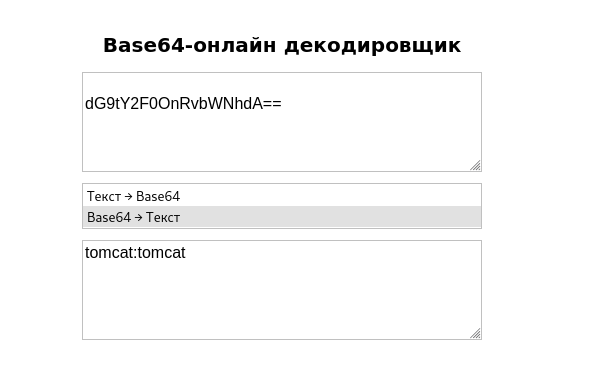 Base64-онлайн декодировщик
dG9tY2F0OnRvbWNhdA==
Текст → Base64
Base64 → Текст
tomcat:tomcat